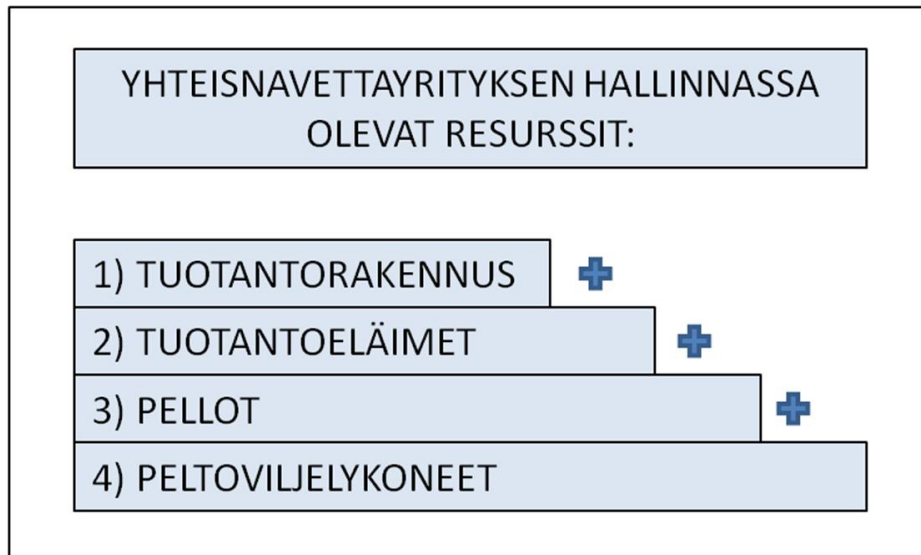 YHTEISNAVETTAYRITYKSEN HALLINNASSA
OLEVAT RESURSSIT:
1) TUOTANTORAKENNUS
2) TUOTANTOELÄIMET
3) PELLOT
4) PELTOVILJELYKONEET